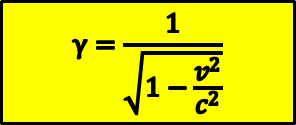 γ = 1 / √(1 − v²/c²)